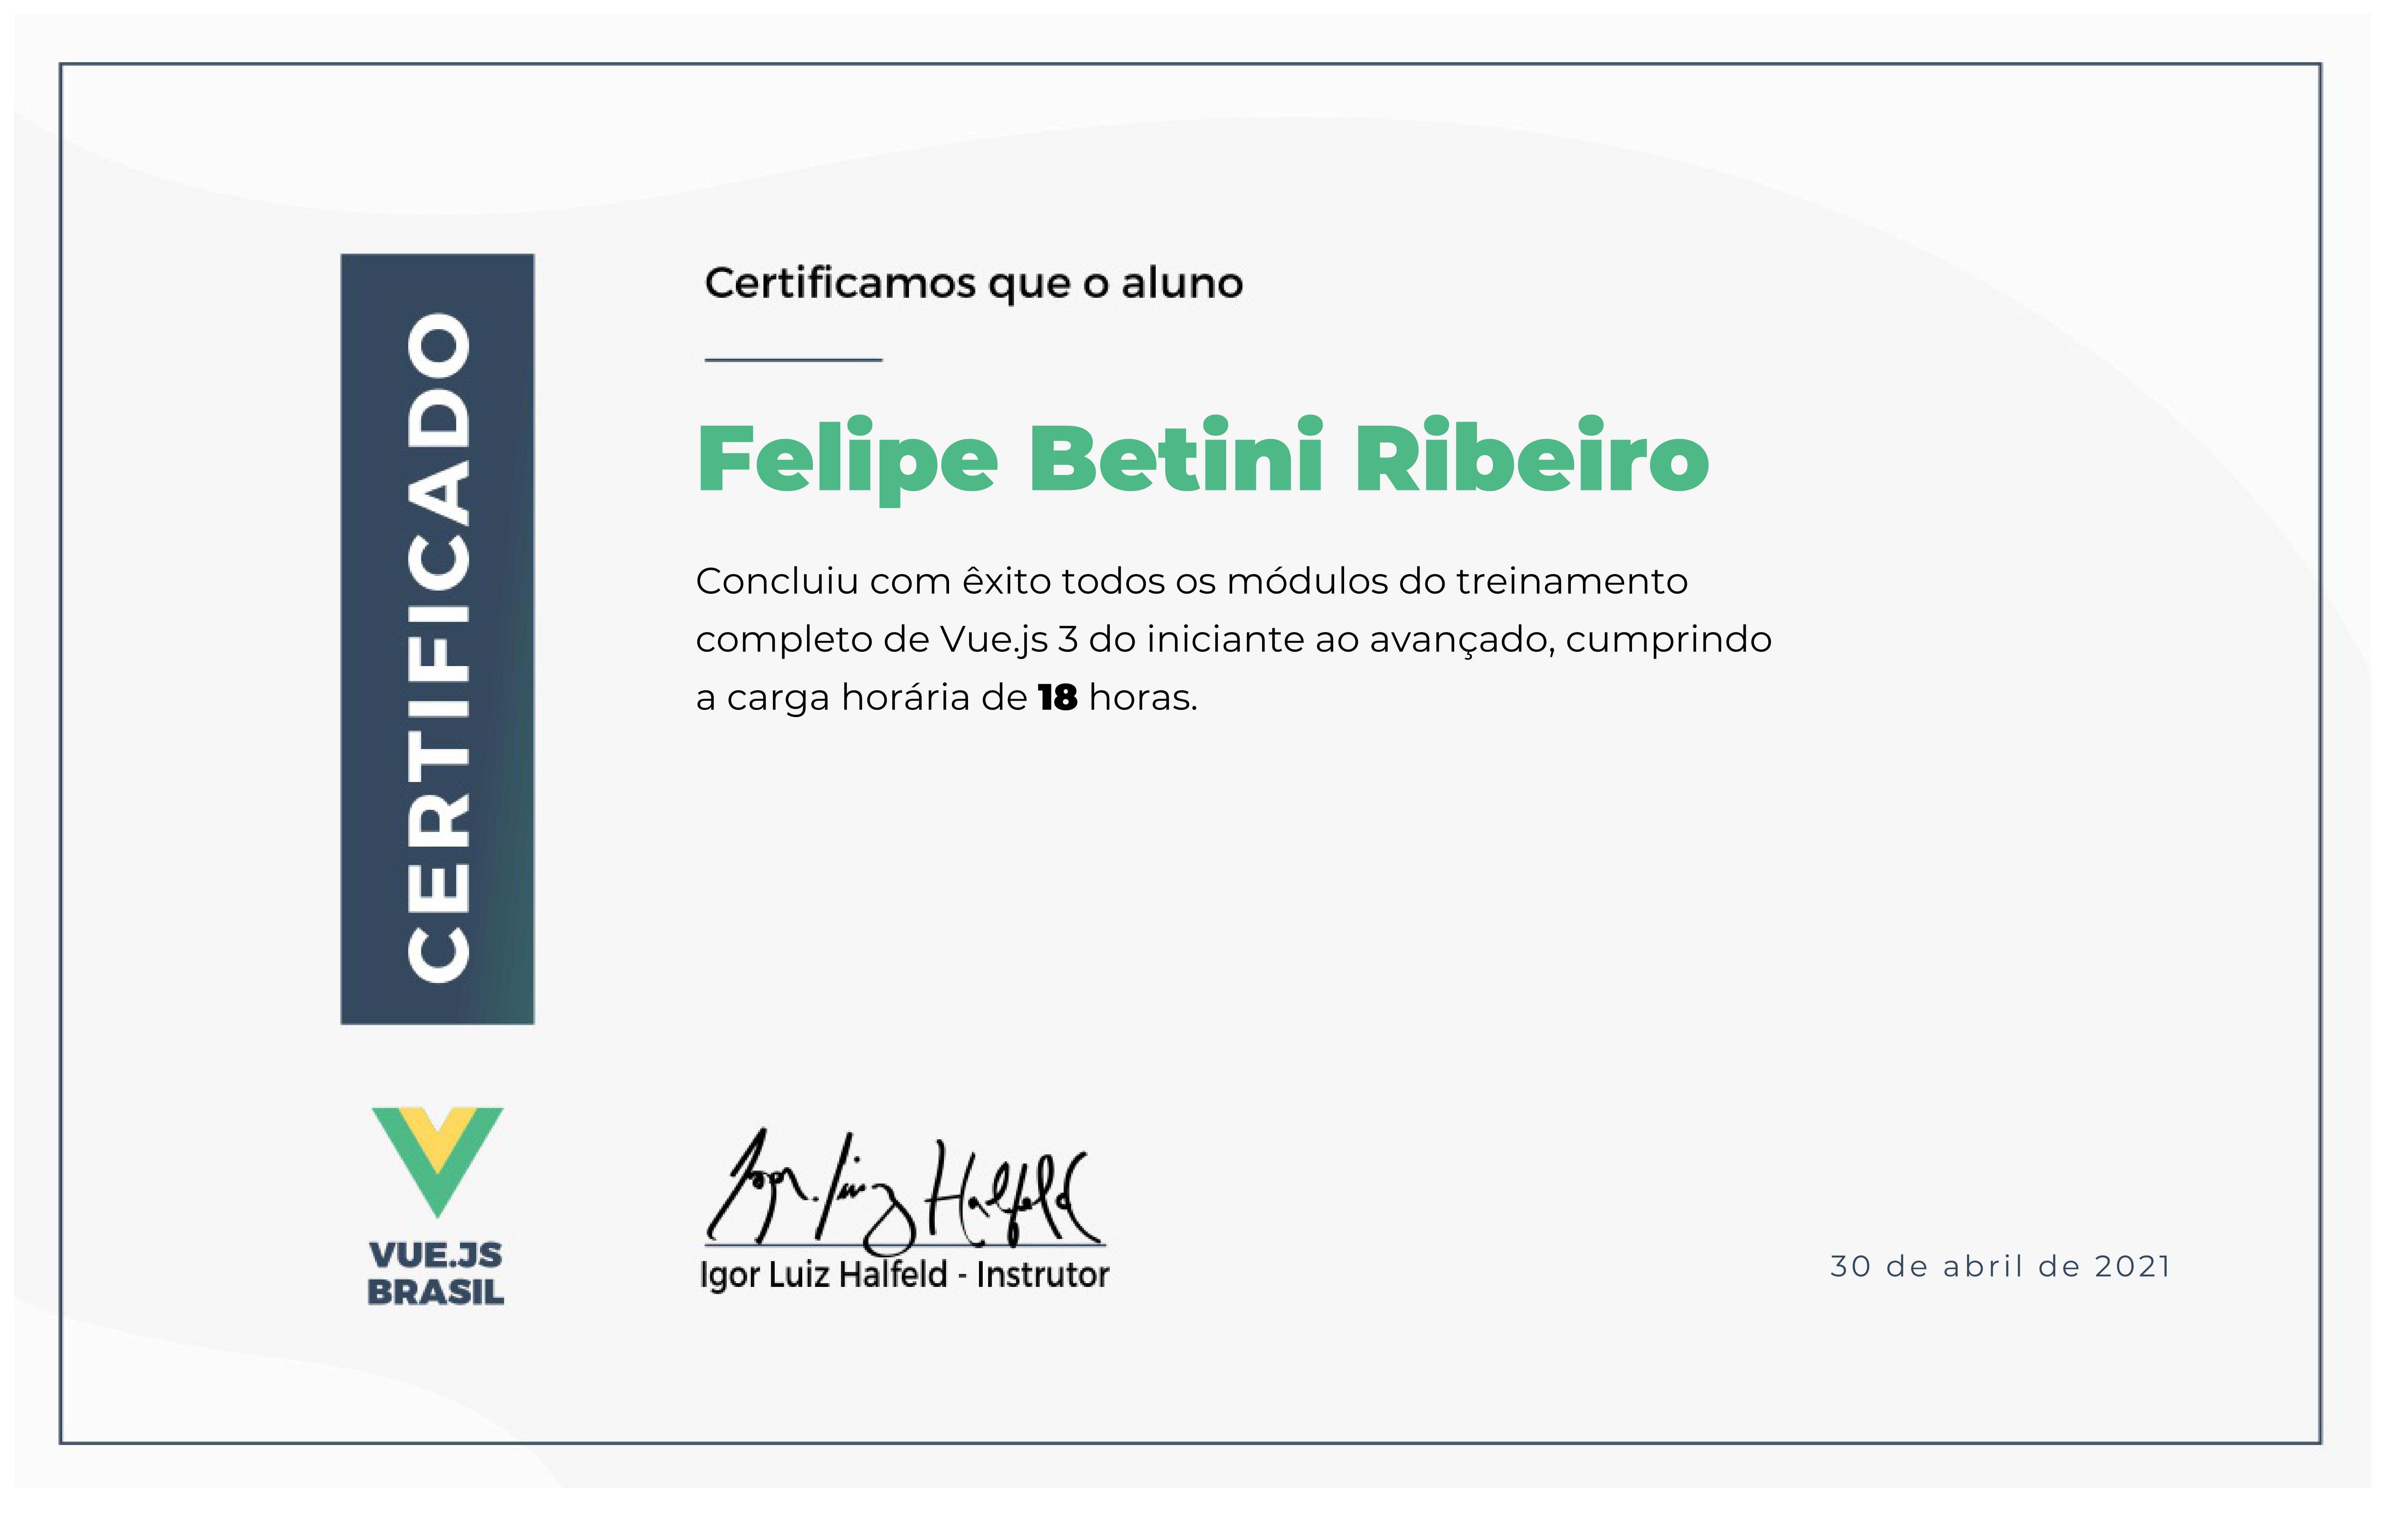 CERTIFICADO
Certificamos que o aluno
Felipe Betini Ribeiro
Concluiu com êxito todos os módulos do treinamento
completo de Vue.js 3 do iniciante ao avançado, cumprindo
a carga horária de 18 horas.
VUE.JS
BRASIL
Igor Luiz Halfeld
Igor Luiz Halfeld - Instrutor
30 de abril de 2021